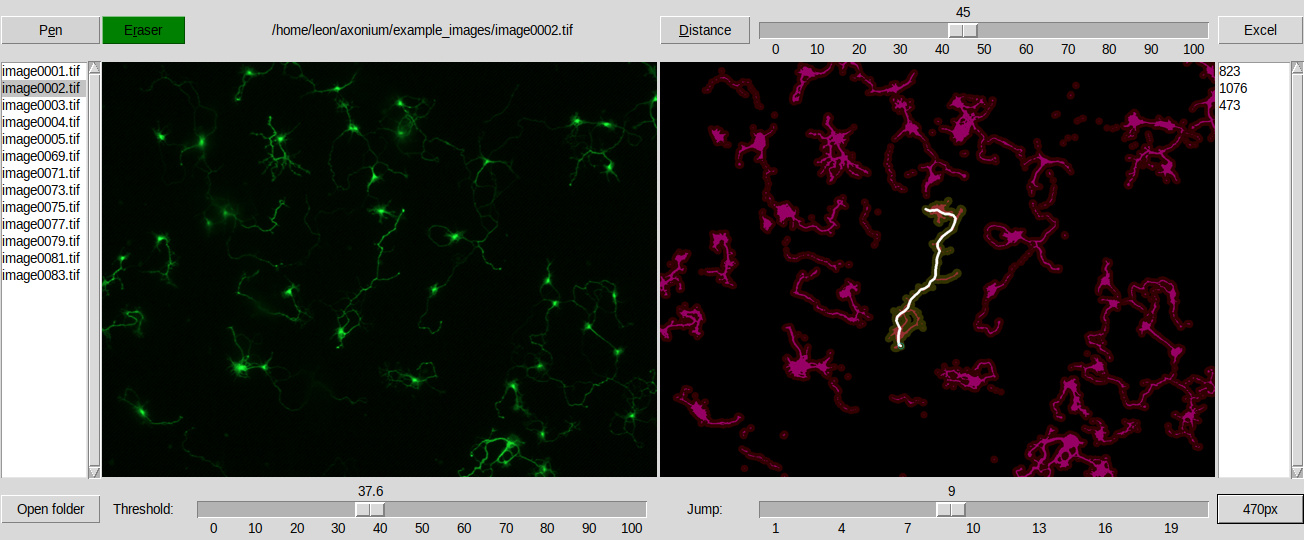 Pen Eraser /home/leon/axonium/example_images/image0002.tif Distance 45 Excel
0 10 20 30 40 50 60 70 80 90 100
image0001.tif
image0002.tif
image0003.tif
image0004.tif
image0005.tif
image0069.tif
image0071.tif
image0073.tif
image0075.tif
image0077.tif
image0079.tif
image0081.tif
image0083.tif
823
1076
473
Open folder Threshold: 37.6
0 10 20 30 40 50 60 70 80 90 100
Jump: 9
1 4 7 10 13 16 19
470px